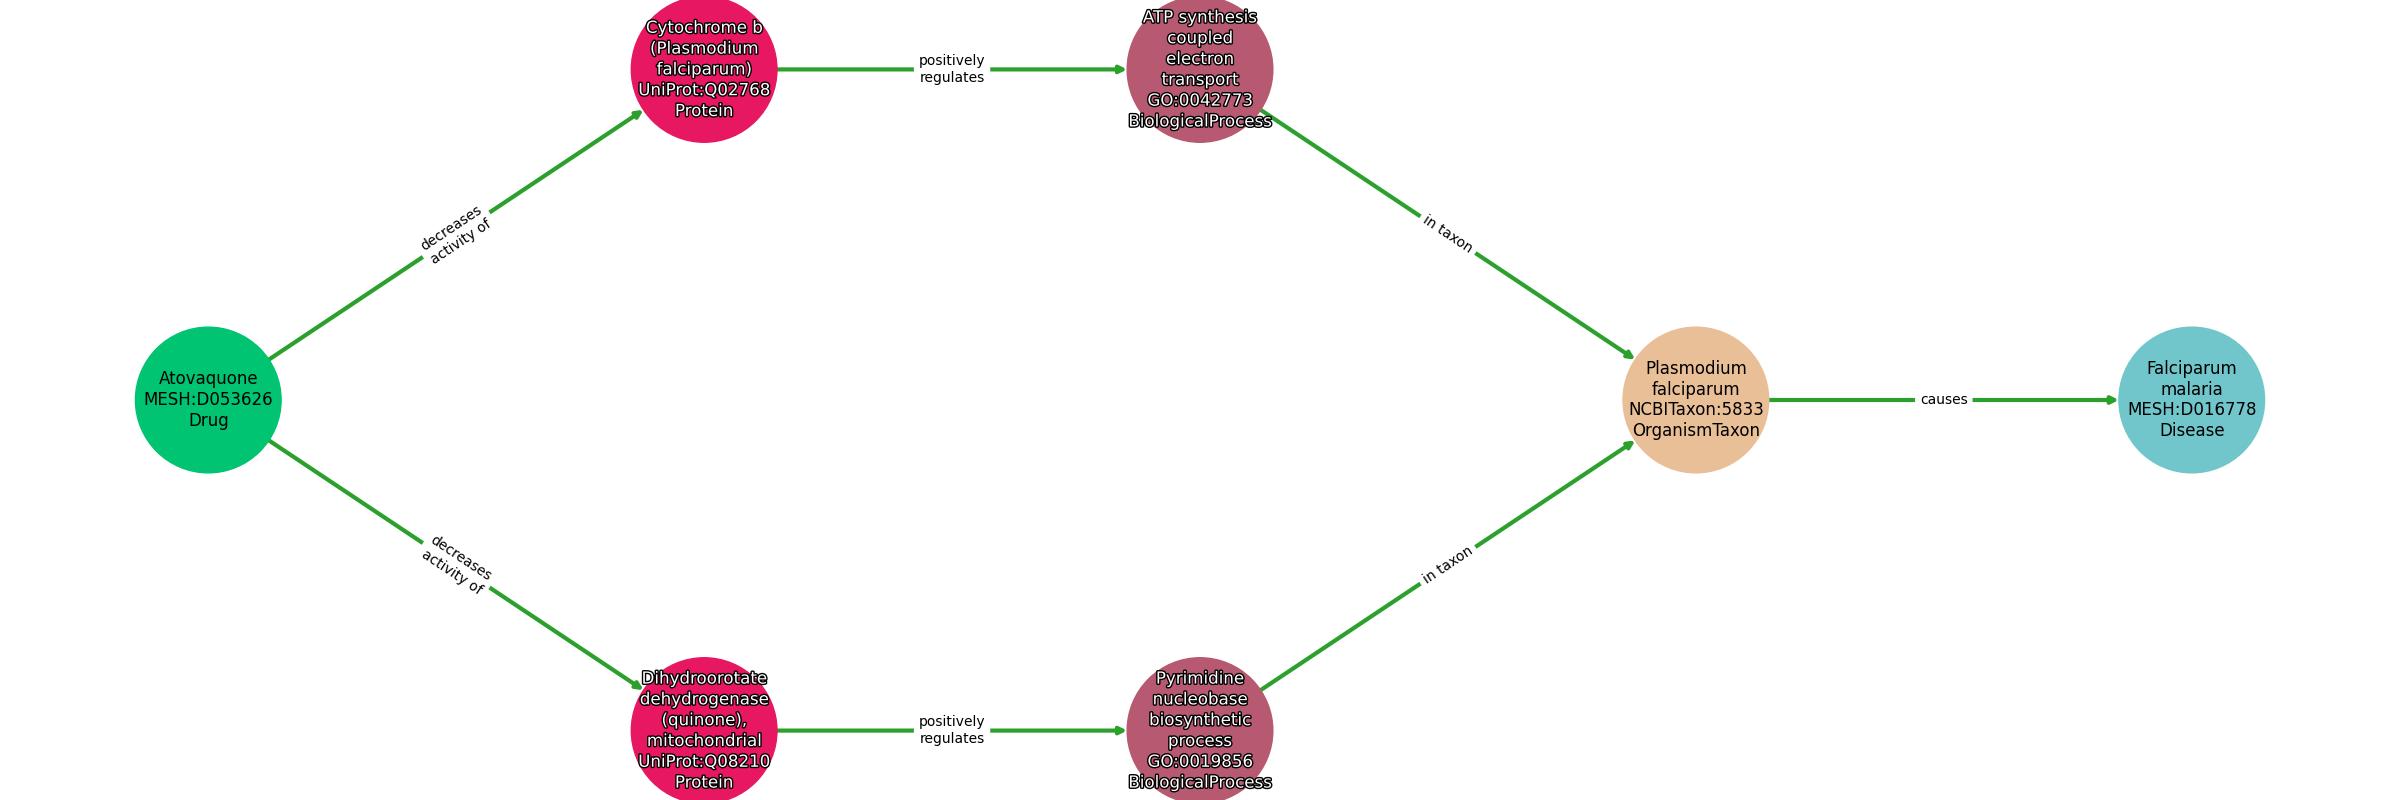 Cytochrome b
(Plasmodium
falciparum)
UniProt:Q02768
Protein
positively
regulates
ATP synthesis
coupled
electron
transport
GO:0042773
BiologicalProcess
decreases
activity of
in taxon
Atovaquone
MESH:D053626
Drug
Plasmodium
falciparum
NCBITaxon:5833
OrganismTaxon
causes
Falciparum
malaria
MESH:D016778
Disease
decreases
activity of
in taxon
Dihydroorotate
dehydrogenase
(quinone),
mitochondrial
UniProt:Q08210
Protein
positively
regulates
Pyrimidine
nucleobase
biosynthetic
process
GO:0019856
BiologicalProcess